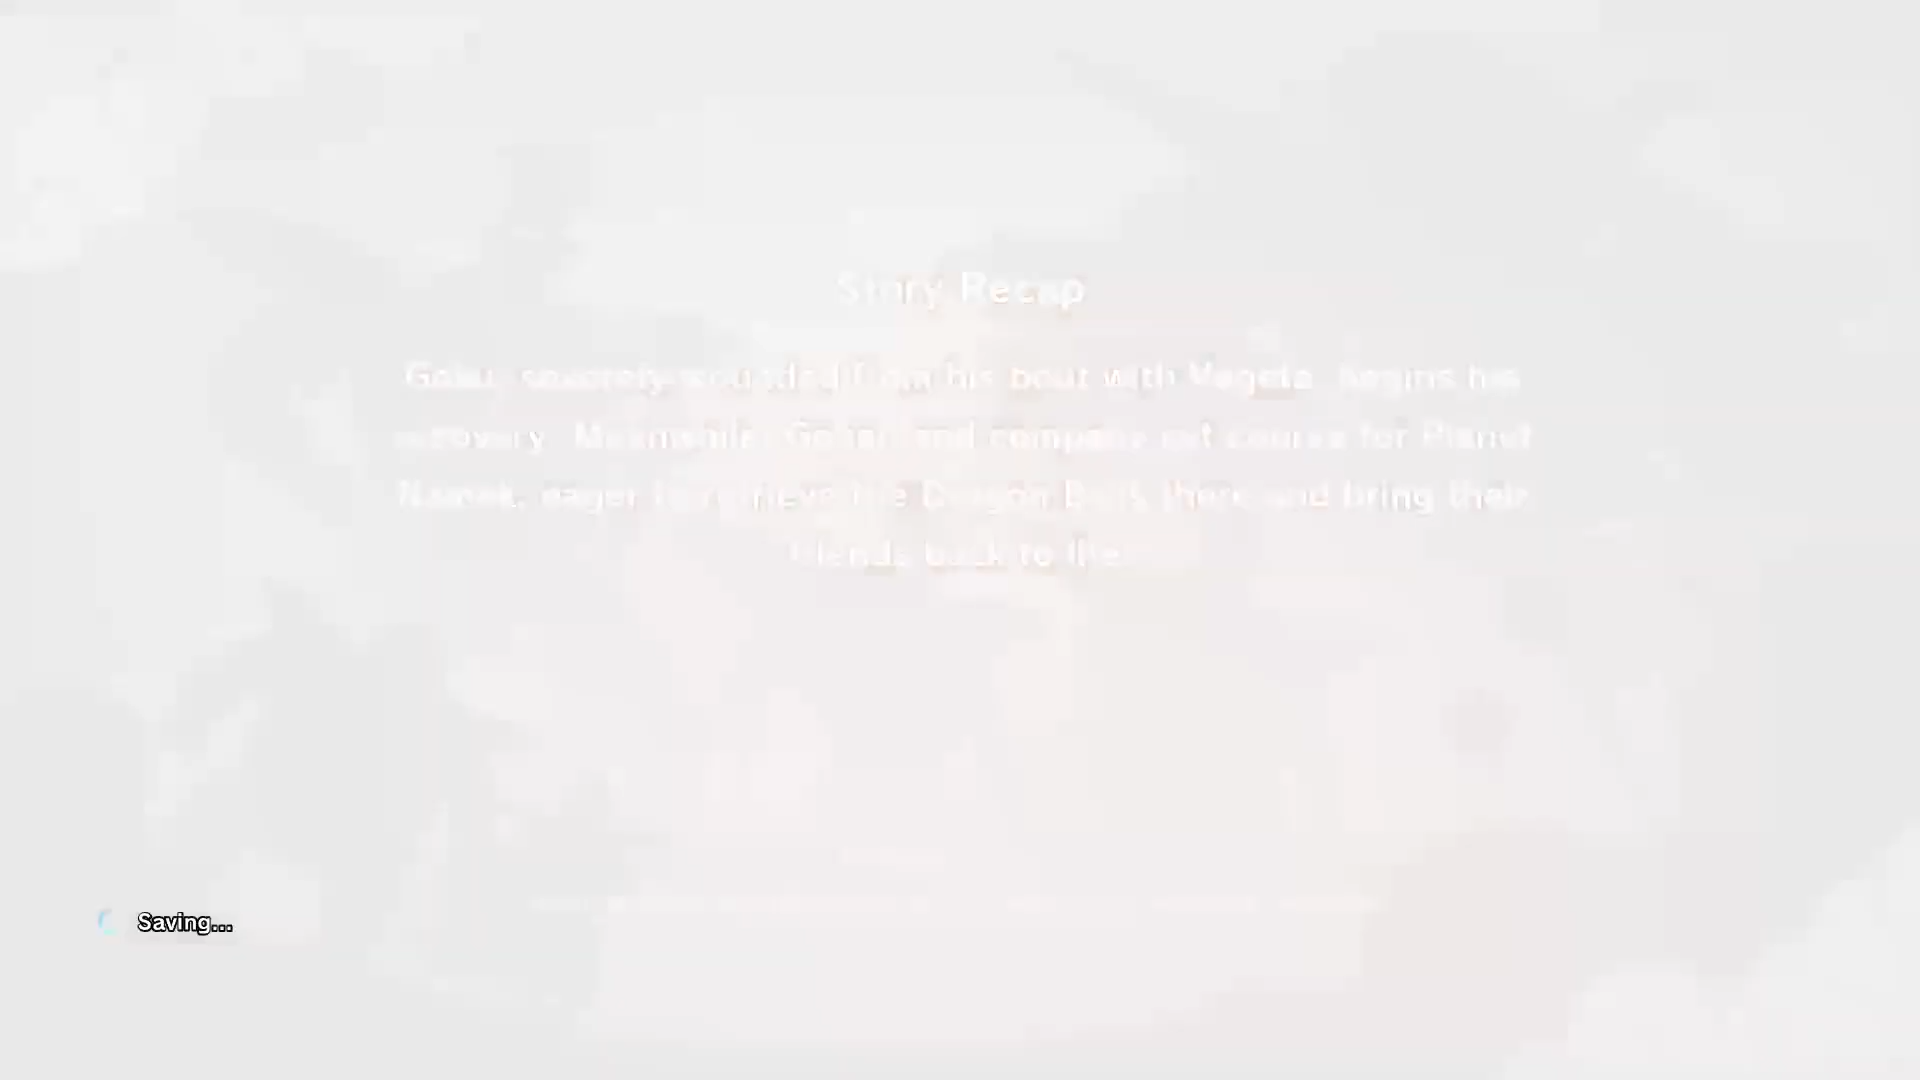 Story Recap
Goku, severely wounded from his bout with Vegeta, begins his
recovery. Meanwhile, Gohan and company set course for Planet
Namek, eager to retrieve the Dragon Balls there and bring their
friends back to life.
Saving...